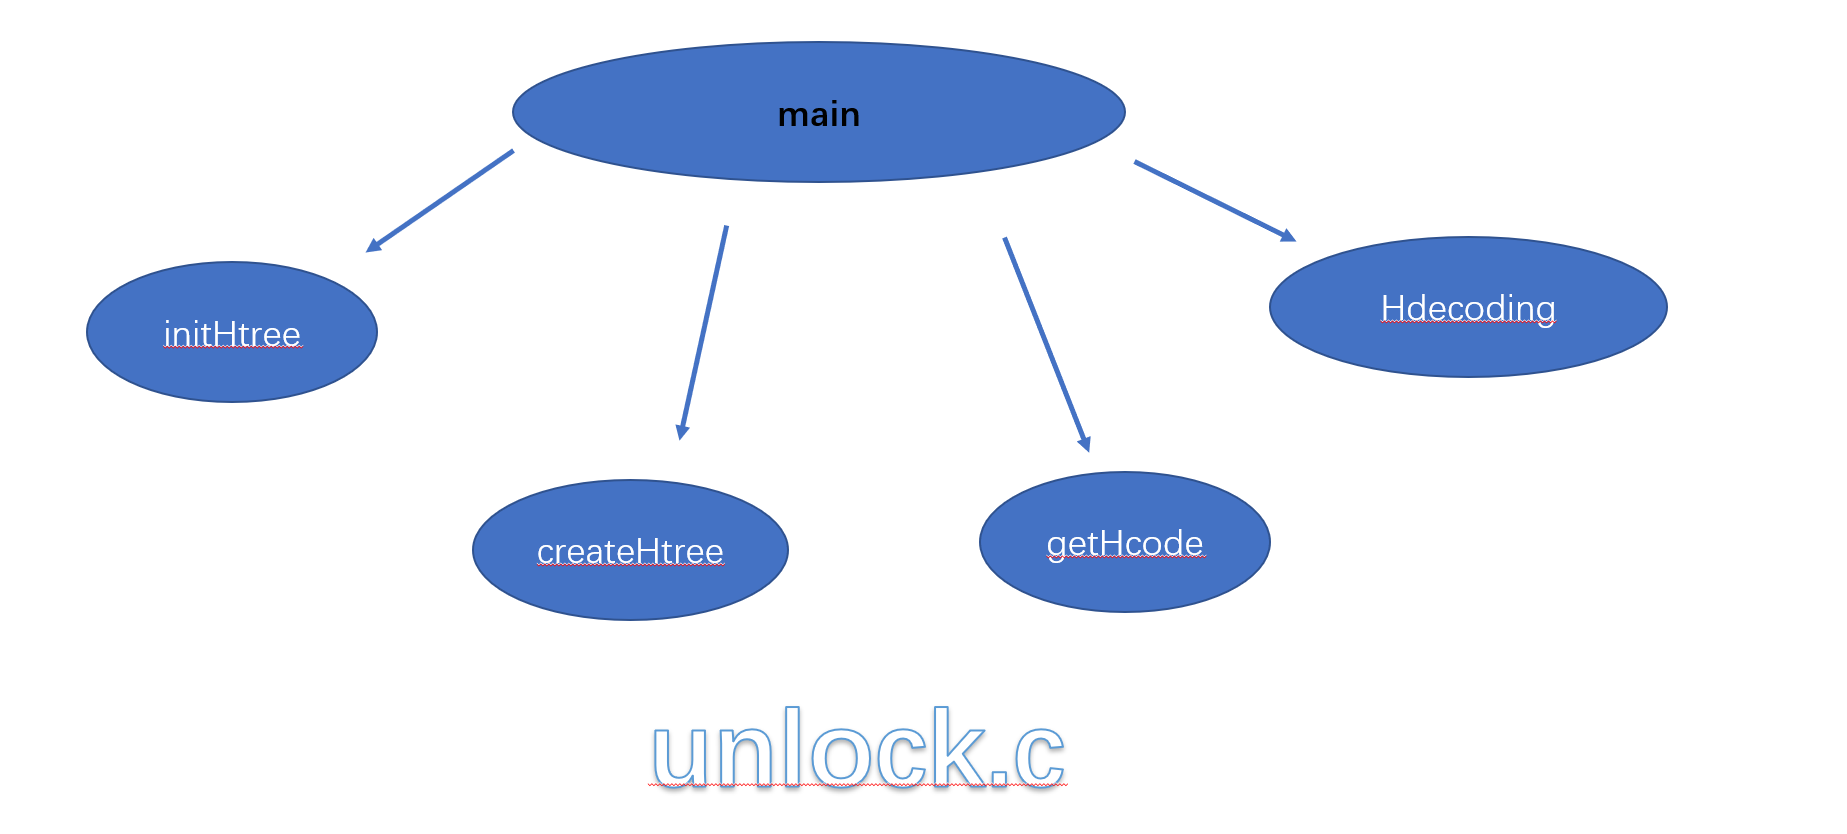 main
initHtree
Hdecoding
createHtree
getHcode
unlock.c